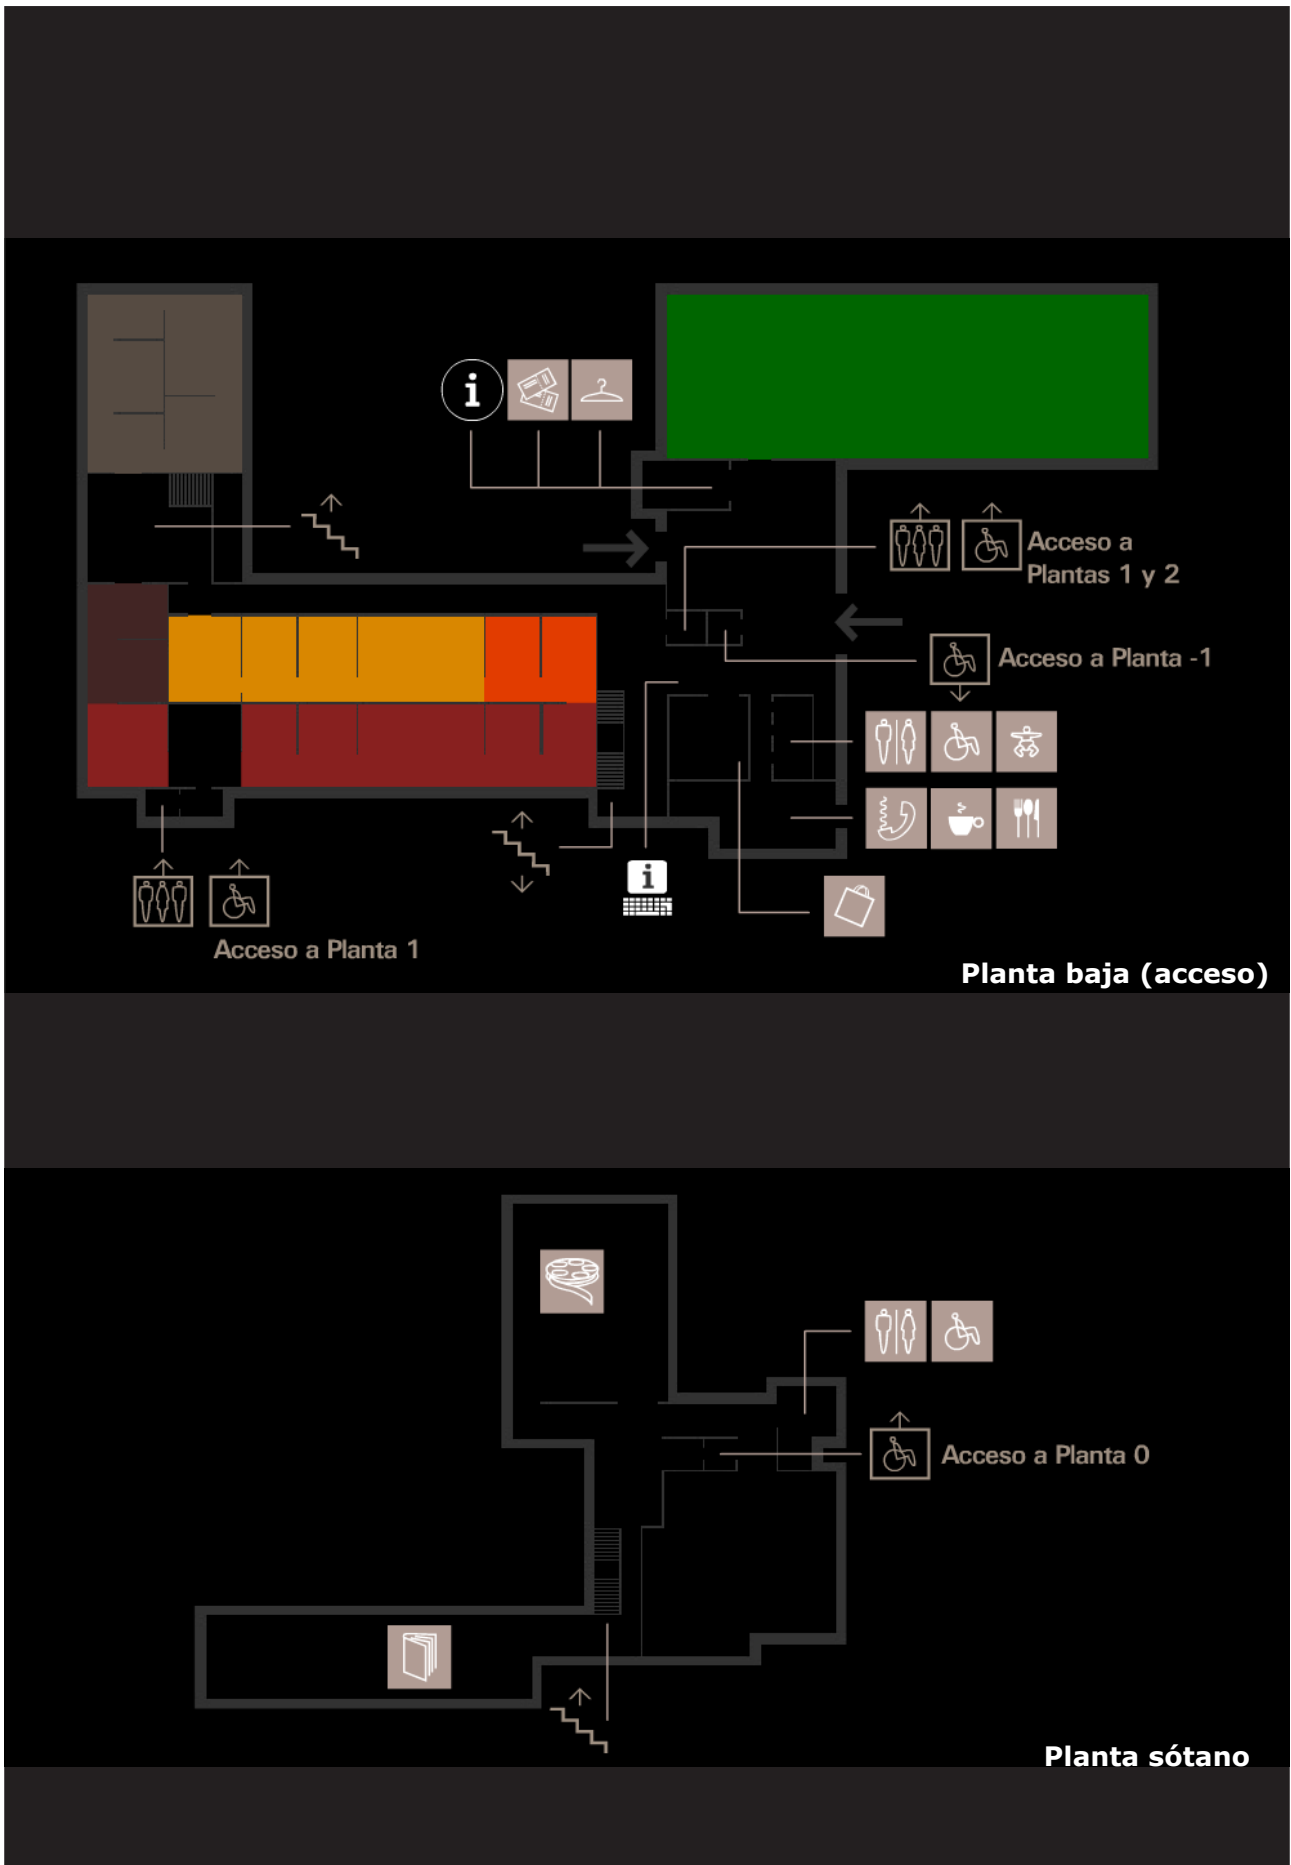 i
Acceso a
Plantas 1 y 2
Acceso a Planta -1
i
Acceso a Planta 1
Planta baja (acceso)
Acceso a Planta 0
Planta sótano